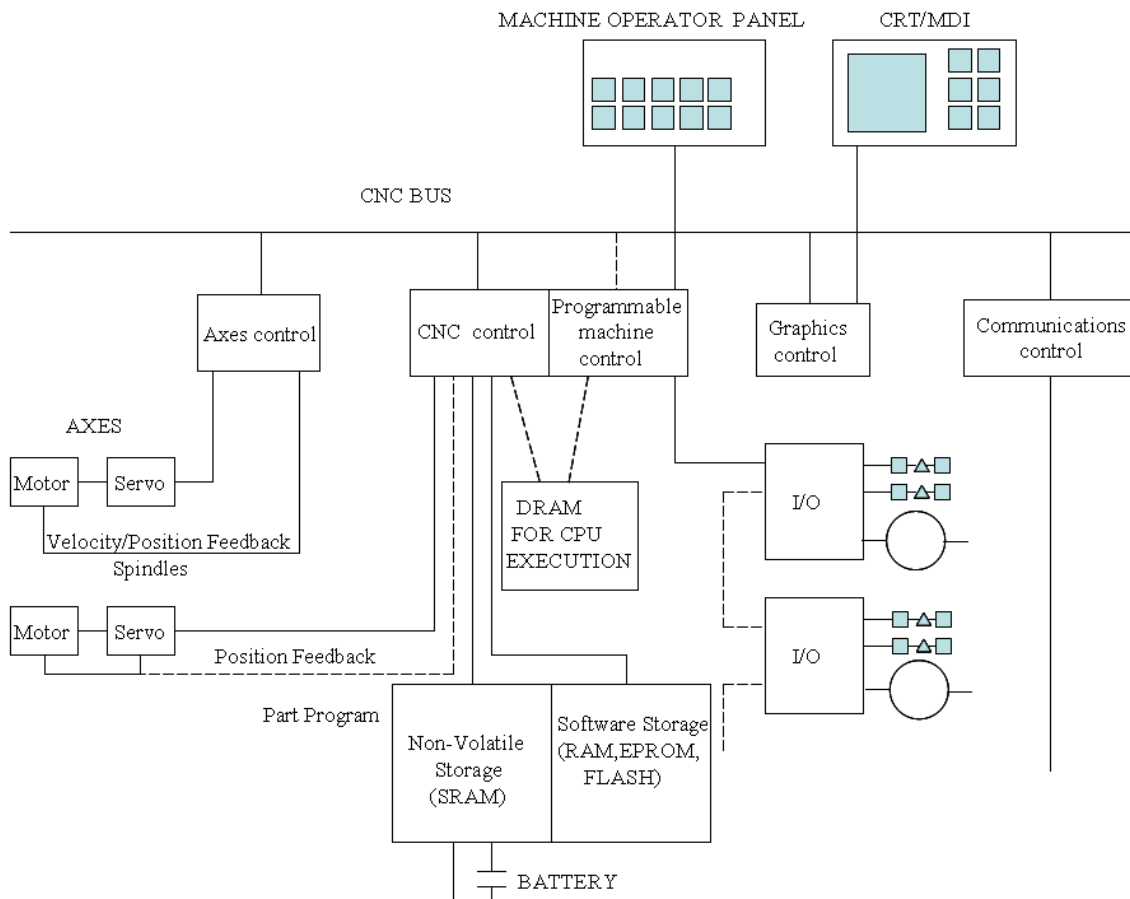 MACHINE OPERATOR PANEL
CRT/MDI
CNC BUS
Axes control
CNC control
Programmable
machine
control
Graphics
control
Communications
control
AXES
Motor
Servo
Velocity/Position Feedback
Spindles
DRAM
FOR CPU
EXECUTION
I/O
Motor
Servo
Position Feedback
I/O
Part Program
Non-Volatile
Storage
(SRAM)
Software Storage
(RAM,EPROM,
FLASH)
BATTERY